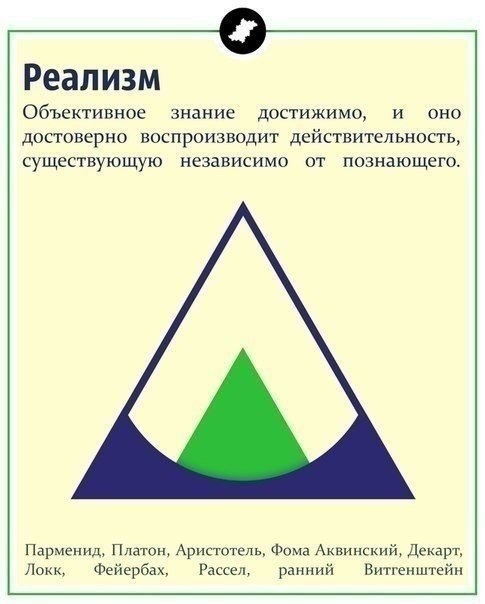 Реализм
Объективное знание достижимо, и оно
достоверно воспроизводит действительность,
существующую независимо от познающего.
Парменид, Платон, Аристотель, Фома Аквинский, Декарт,
Локк, Фейербах, Рассел, ранний Витгенштейн